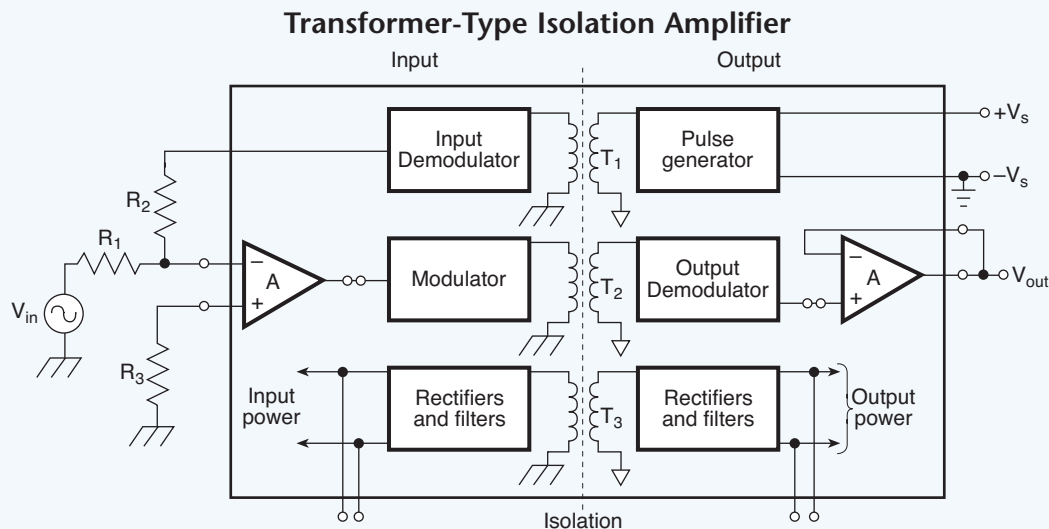 Transformer-Type Isolation Amplifier
Input
Output
Input
Demodulator
T1
Pulse
generator
+Vs
–Vs
R2
R1
Vin
R3
–
A
+
Modulator
T2
Output
Demodulator
–
A
+
Vout
Input
power
Rectifiers
and filters
T3
Rectifiers
and filters
Output
power
Isolation